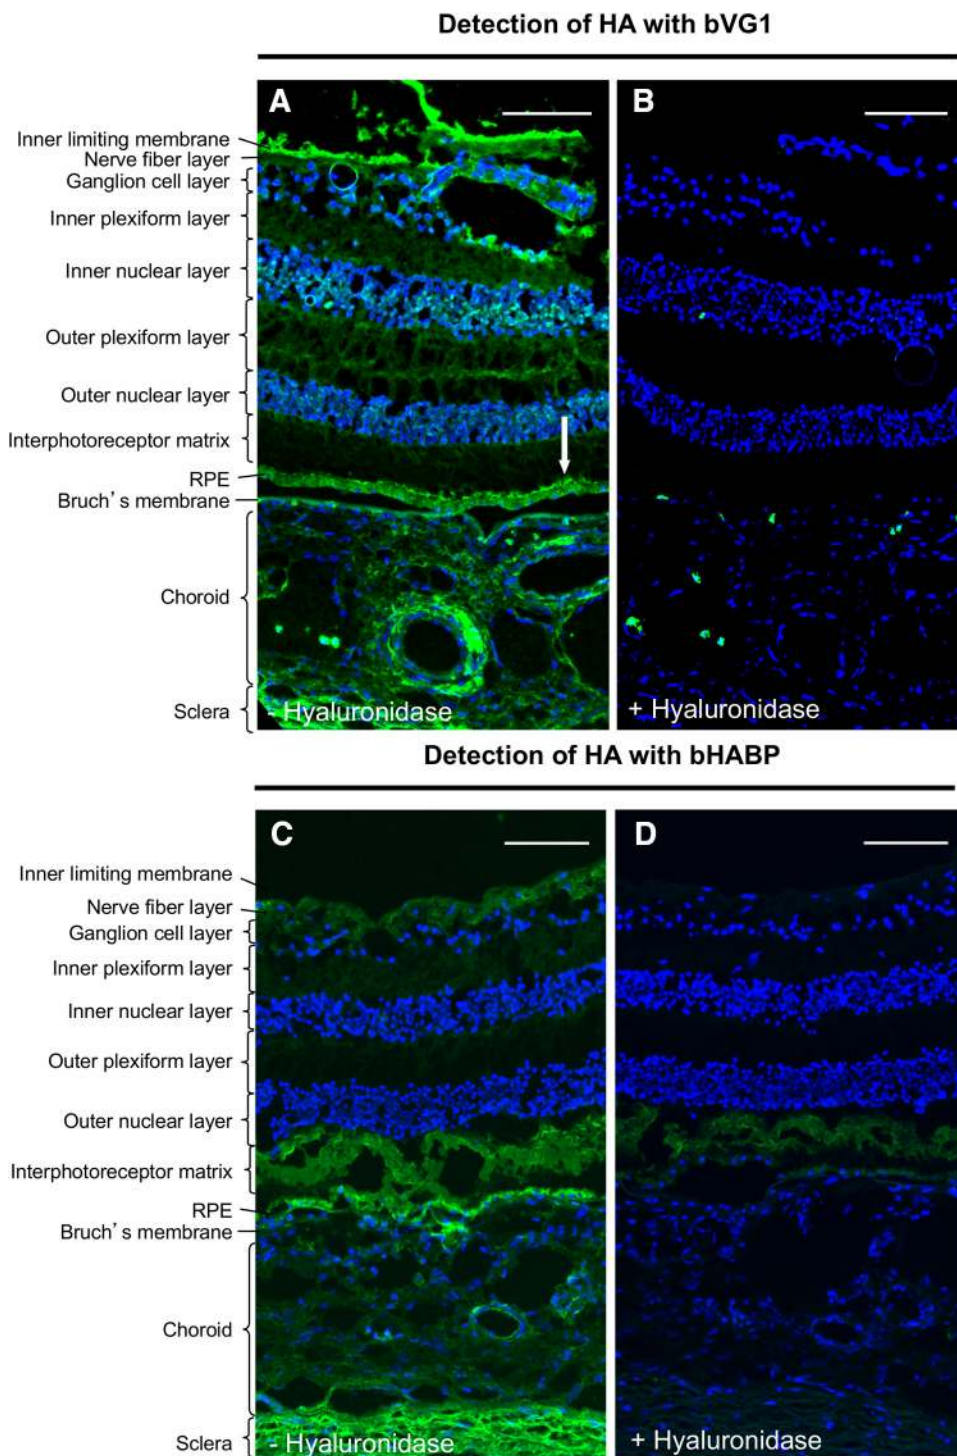 Detection of HA with bVG1
A
B
Inner limiting membrane
Nerve fiber layer
Ganglion cell layer
Inner plexiform layer
Inner nuclear layer
Outer plexiform layer
Outer nuclear layer
Interphotoreceptor matrix
RPE
Bruch's membrane
Choroid
Sclera
- Hyaluronidase
+ Hyaluronidase
Detection of HA with bHABP
C
D
Inner limiting membrane
Nerve fiber layer
Ganglion cell layer
Inner plexiform layer
Inner nuclear layer
Outer plexiform layer
Outer nuclear layer
Interphotoreceptor matrix
RPE
Bruch's membrane
Choroid
Sclera
- Hyaluronidase
+ Hyaluronidase